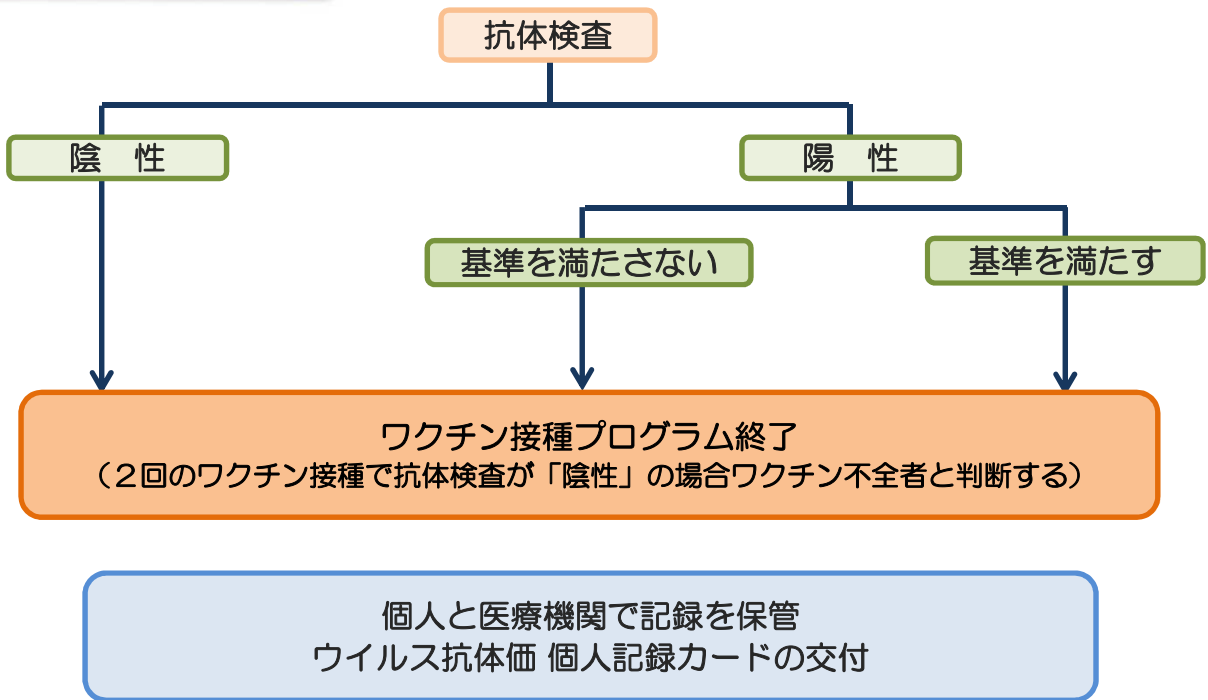 抗体検査
陰　性
陽　性
基準を満たさない
基準を満たす
ワクチン接種プログラム終了
（２回のワクチン接種で抗体検査が「陰性」の場合ワクチン不全者と判断する）
個人と医療機関で記録を保管
ウイルス抗体価 個人記録カードの交付